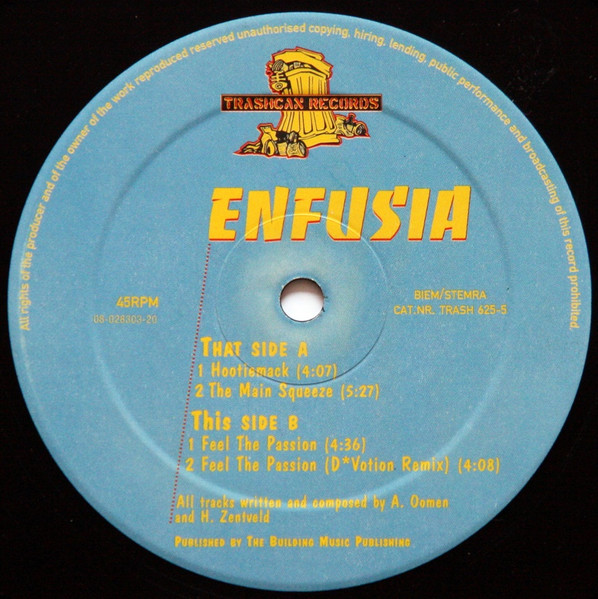 All rights of the producer and of the owner of the work reproduced reserved unauthorised copying, hiring, lending, public performance and broadcasting of this record prohibited
TRASHCAN RECORDS
ENFUSIA
45RPM
08-028303-20
BIEM/STEMRA
CAT.NR. TRASH 625-5
THAT SIDE A
1 Hootiemack (4:07)
2 The Main Squeeze (5:27)
This SIDE B
1 Feel The Passion (4:36)
2 Feel The Passion (D*Votion Remix) (4:08)
All tracks written and composed by A. Oomen
and H. Zentveld
PUBLISHED BY THE BUILDING MUSIC PUBLISHING